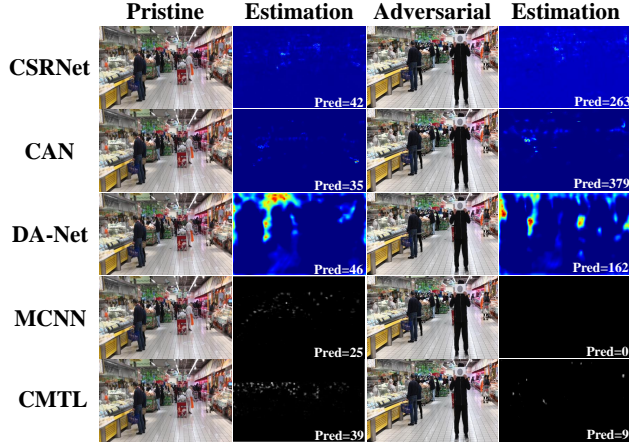 Pristine Estimation Adversarial Estimation
CSRNet Pred=42 Pred=263
CAN Pred=35 Pred=379
DA-Net Pred=46 Pred=162
MCNN Pred=25 Pred=0
CMTL Pred=39 Pred=9